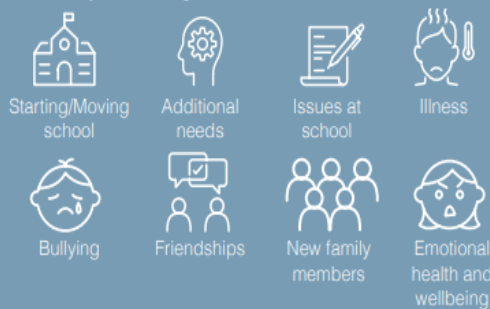 Starting/Moving
school
Additional
needs
Issues at
school
Illness
Bullying
Friendships
New family
members
Emotional
health and
wellbeing